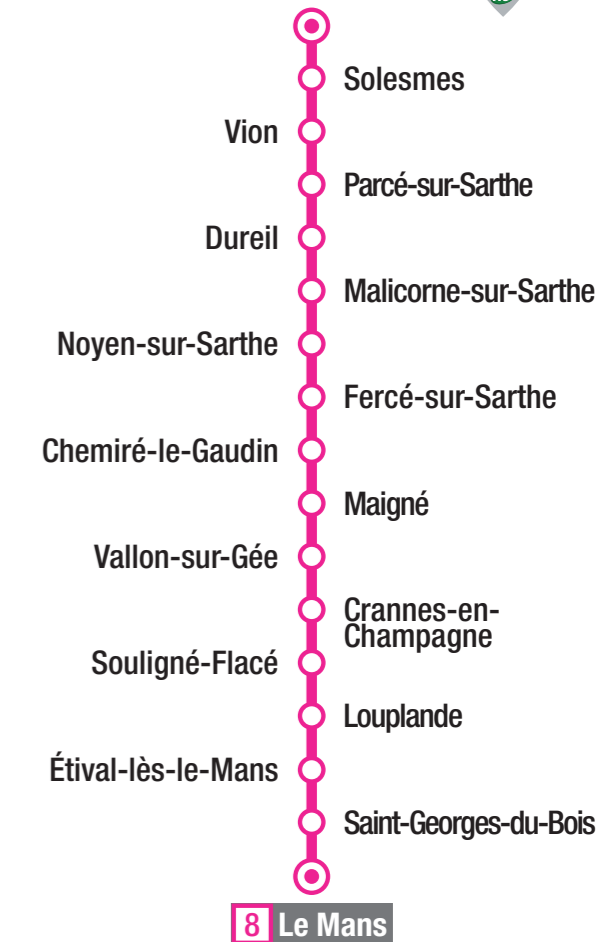 Solesmes
Vion
Parcé-sur-Sarthe
Dureil
Malicorne-sur-Sarthe
Noyen-sur-Sarthe
Fercé-sur-Sarthe
Chemiré-le-Gaudin
Maigné
Vallon-sur-Gée
Crannes-en-
Champagne
Souligné-Flacé
Louplande
Étival-lès-le-Mans
Saint-Georges-du-Bois
8 Le Mans